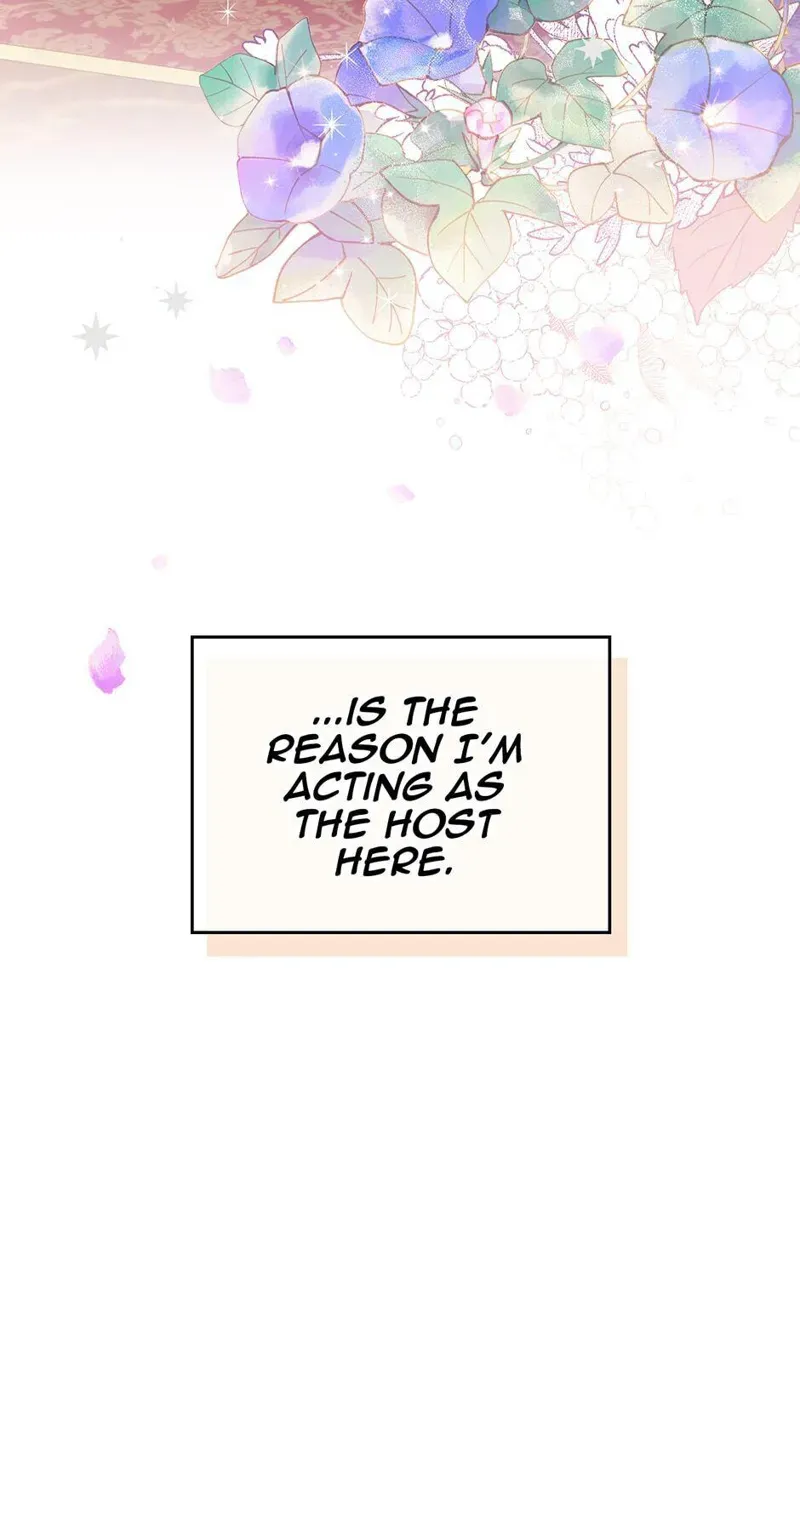 ...IS THE
REASON I'M
ACTING AS
THE HOST
HERE.